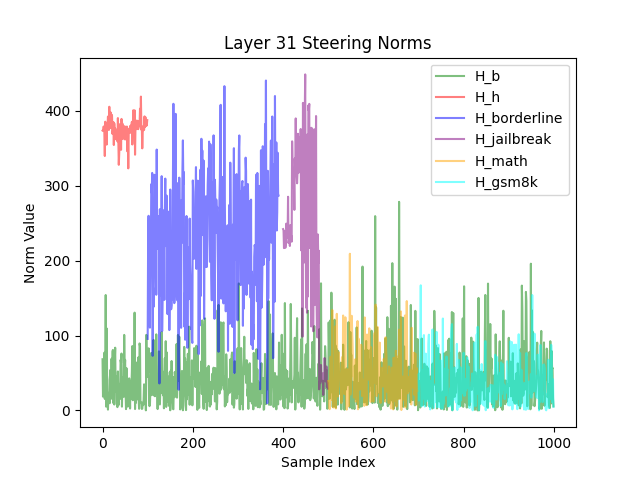 Layer 31 Steering Norms
H_b
H_h
H_borderline
H_jailbreak
H_math
H_gsm8k
Norm Value
400
300
200
100
0
0 200 400 600 800 1000
Sample Index